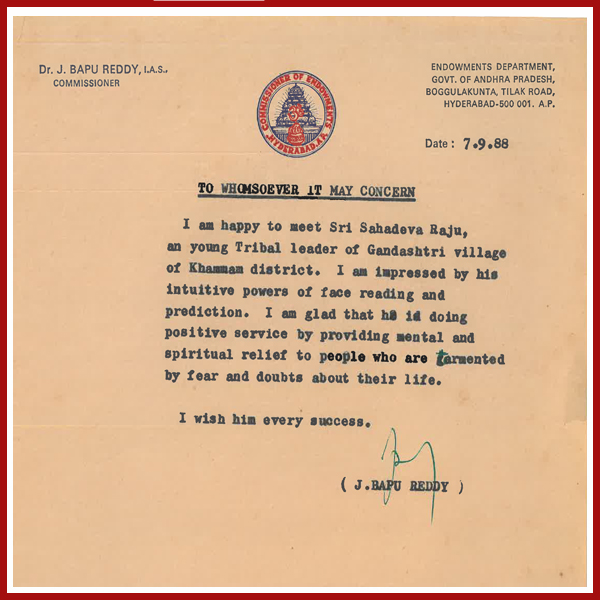 Dr. J. BAPU REDDY, I.A.S.,
COMMISSIONER
ENDOWMENTS DEPARTMENT,
GOVT. OF ANDHRA PRADESH,
BOGGULAKUNTA, TILAK ROAD,
HYDERABAD-500 001. A.P.
COMMISSIONER OF ENDOWMENTS
HYDERABAD. A.P.
Date : 7.9.88
TO WHOMSOEVER IT MAY CONCERN
I am happy to meet Sri Sahadeva Raju,
an young Tribal leader of Gandashtri village
of Khammam district. I am impressed by his
intuitive powers of face reading and
prediction. I am glad that he is doing
positive service by providing mental and
spiritual relief to people who are tormented
by fear and doubts about their life.
I wish him every success.
( J.BAPU REDDY )